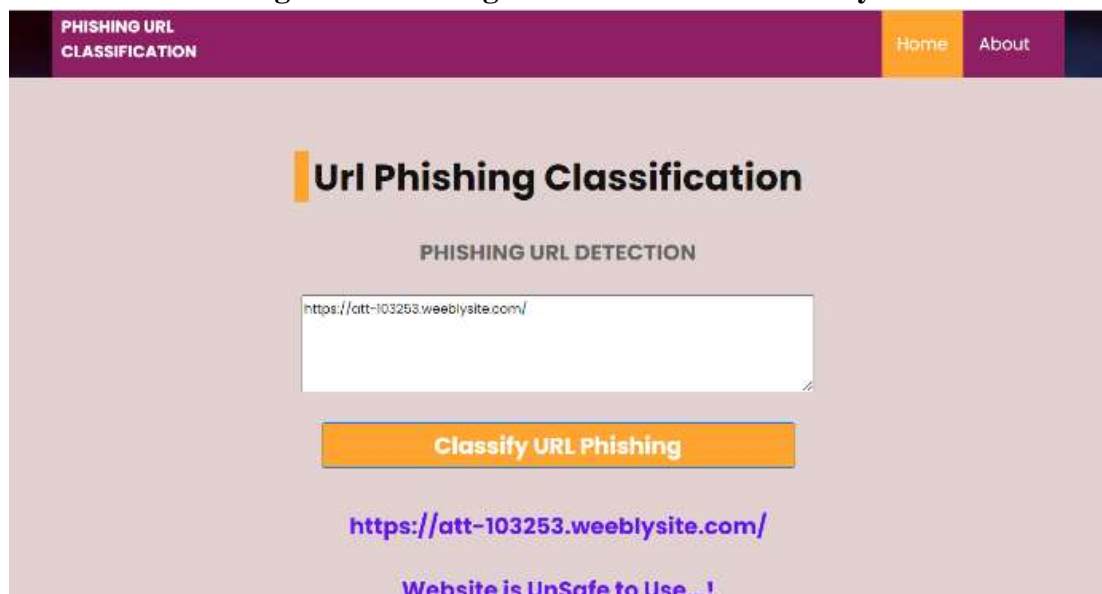 PHISHING URL
CLASSIFICATION
Home About
Url Phishing Classification
PHISHING URL DETECTION
https://att-103253.weeblysite.com/
Classify URL Phishing
https://att-103253.weeblysite.com/
Website is UnSafe to Use...!